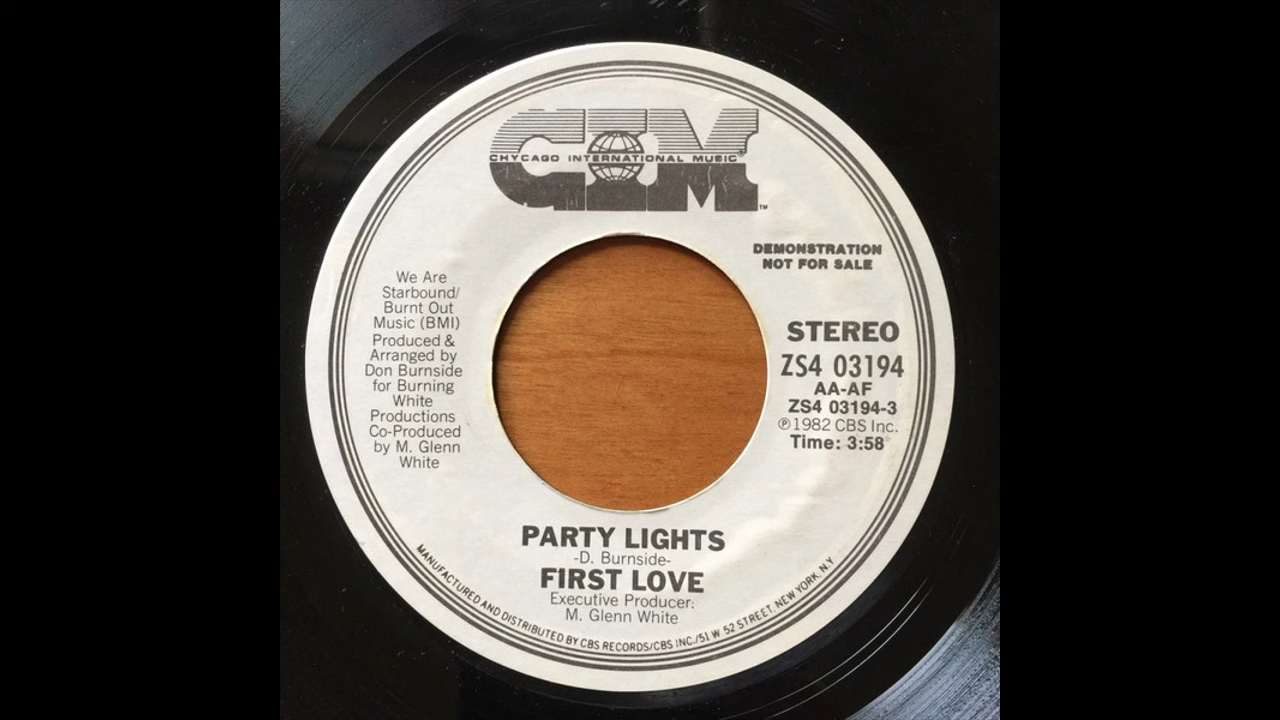 CIM
CHYCAGO INTERNATIONAL MUSIC®
™
DEMONSTRATION
NOT FOR SALE
We Are
Starbound/
Burnt Out
Music (BMI)
Produced &
Arranged by
Don Burnside
for Burning
White
Productions
Co-Produced
by M. Glenn
White
STEREO
ZS4 03194
AA-AF
ZS4 03194-3
℗1982 CBS Inc.
Time: 3:58
PARTY LIGHTS
-D. Burnside-
FIRST LOVE
Executive Producer:
M. Glenn White
MANUFACTURED AND DISTRIBUTED BY CBS RECORDS/CBS INC./51 W 52 STREET, NEW YORK, N.Y